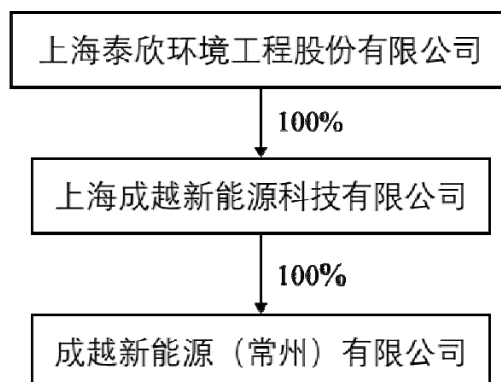 上海泰欣环境工程股份有限公司
100%
上海成越新能源科技有限公司
100%
成越新能源（常州）有限公司